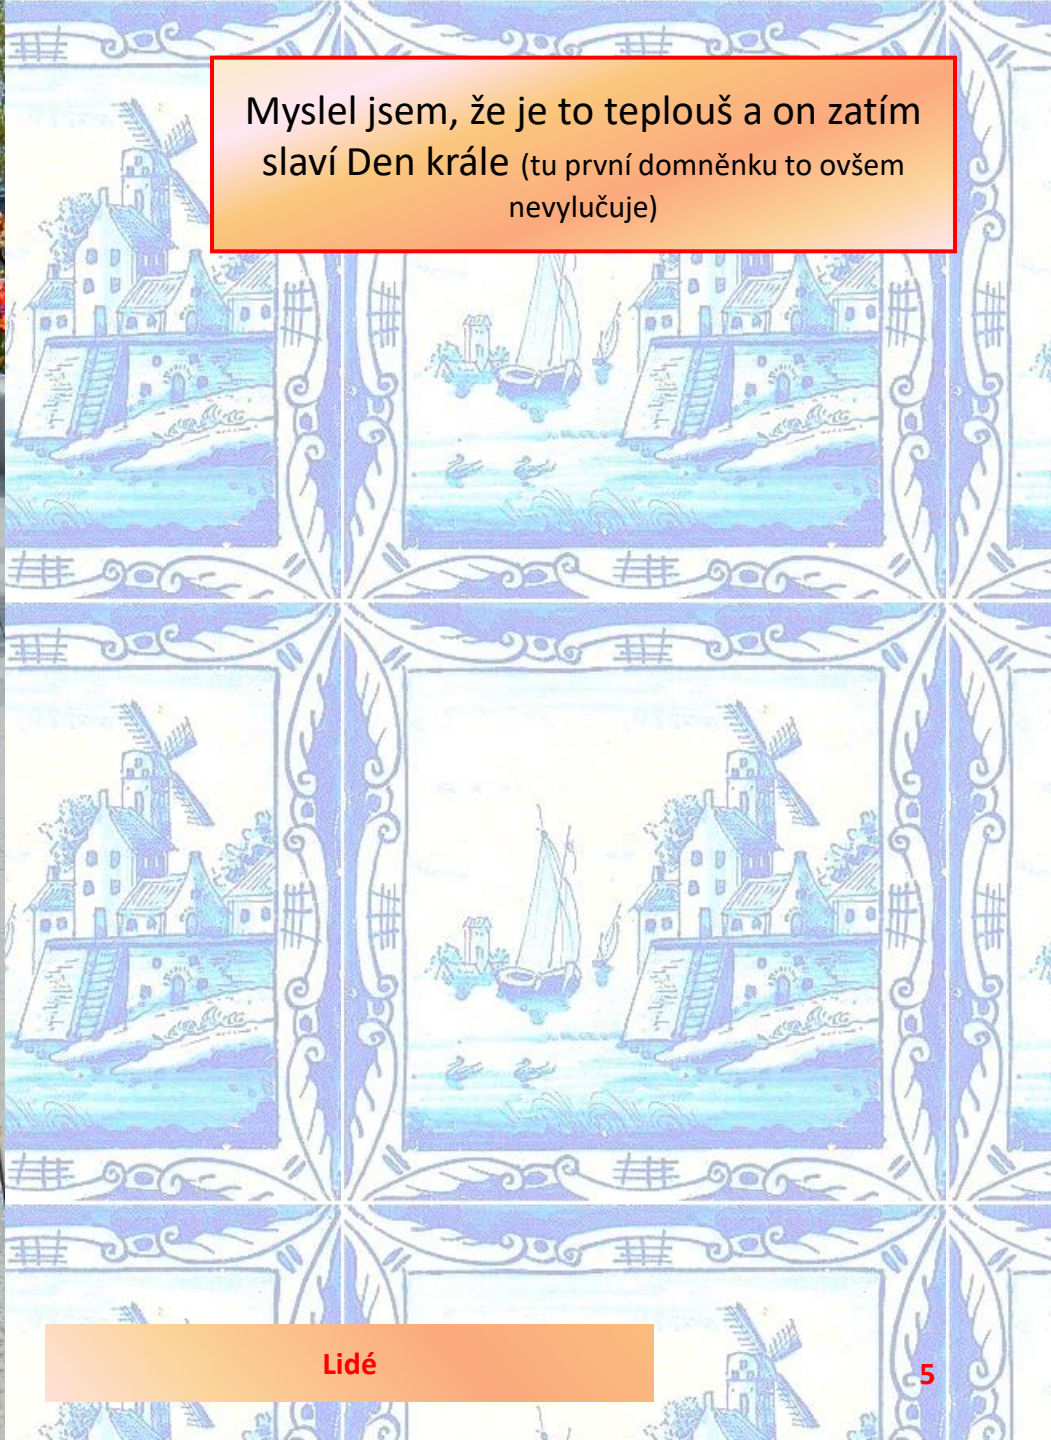 Myslel jsem, že je to teplouš a on zatím
slaví Den krále (tu první domněnku to ovšem
nevylučuje)
Lidé
5